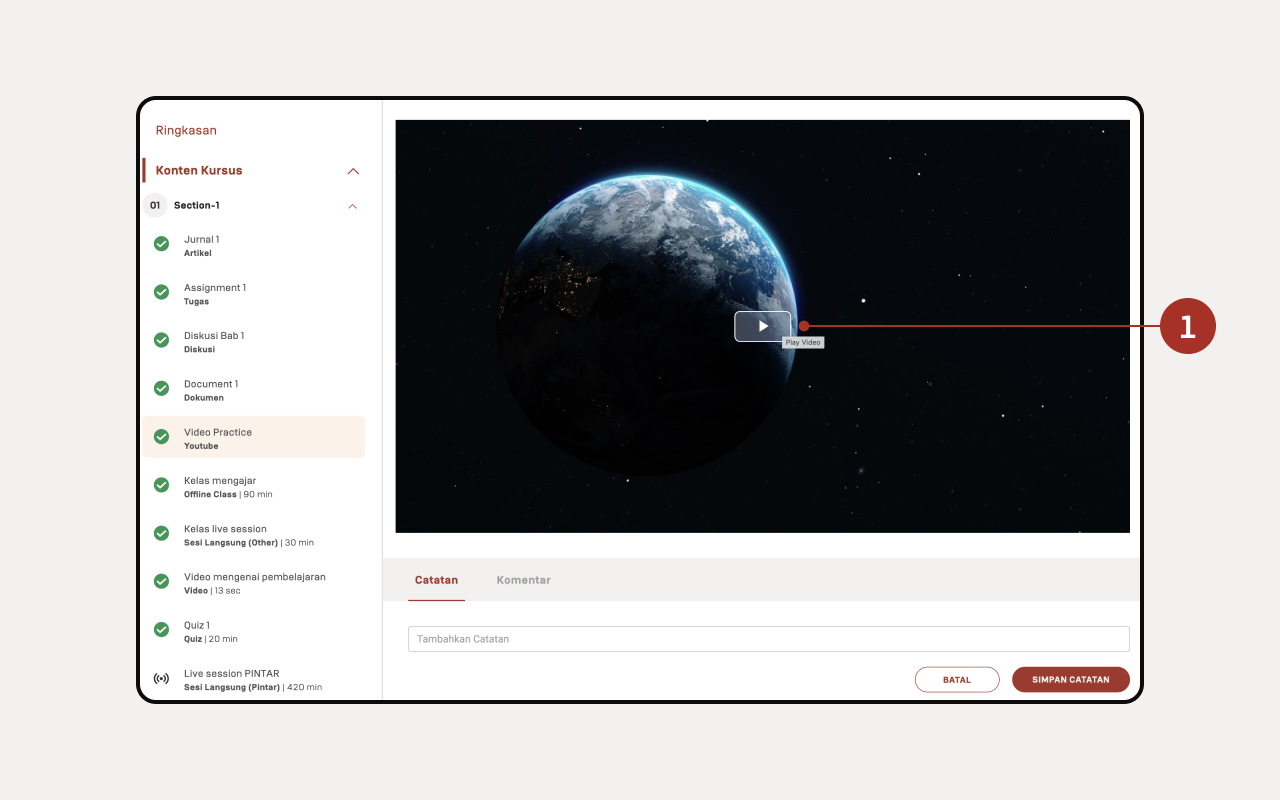 Ringkasan
Konten Kursus
01 Section-1
Jurnal 1
Artikel
Assignment 1
Tugas
Diskusi Bab 1
Diskusi
Document 1
Dokumen
Video Practice
Youtube
Kelas mengajar
Offline Class | 90 min
Kelas live session
Sesi Langsung (Other) | 30 min
Video mengenai pembelajaran
Video | 13 sec
Quiz 1
Quiz | 20 min
Live session PINTAR
Sesi Langsung (Pintar) | 420 min
Play Video
1
Catatan Komentar
Tambahkan Catatan
BATAL SIMPAN CATATAN